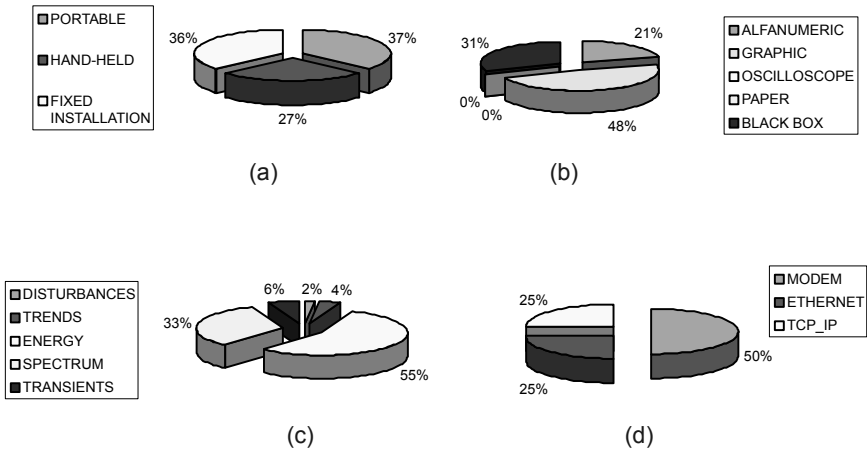 PORTABLE
HAND-HELD
FIXED
INSTALLATION
36%
37%
27%
(a)
31%
21%
0%
0%
48%
ALFANUMERIC
GRAPHIC
OSCILLOSCOPE
PAPER
BLACK BOX
(b)
DISTURBANCES
TRENDS
ENERGY
SPECTRUM
TRANSIENTS
6%
2%
4%
33%
55%
(c)
25%
50%
25%
MODEM
ETHERNET
TCP_IP
(d)